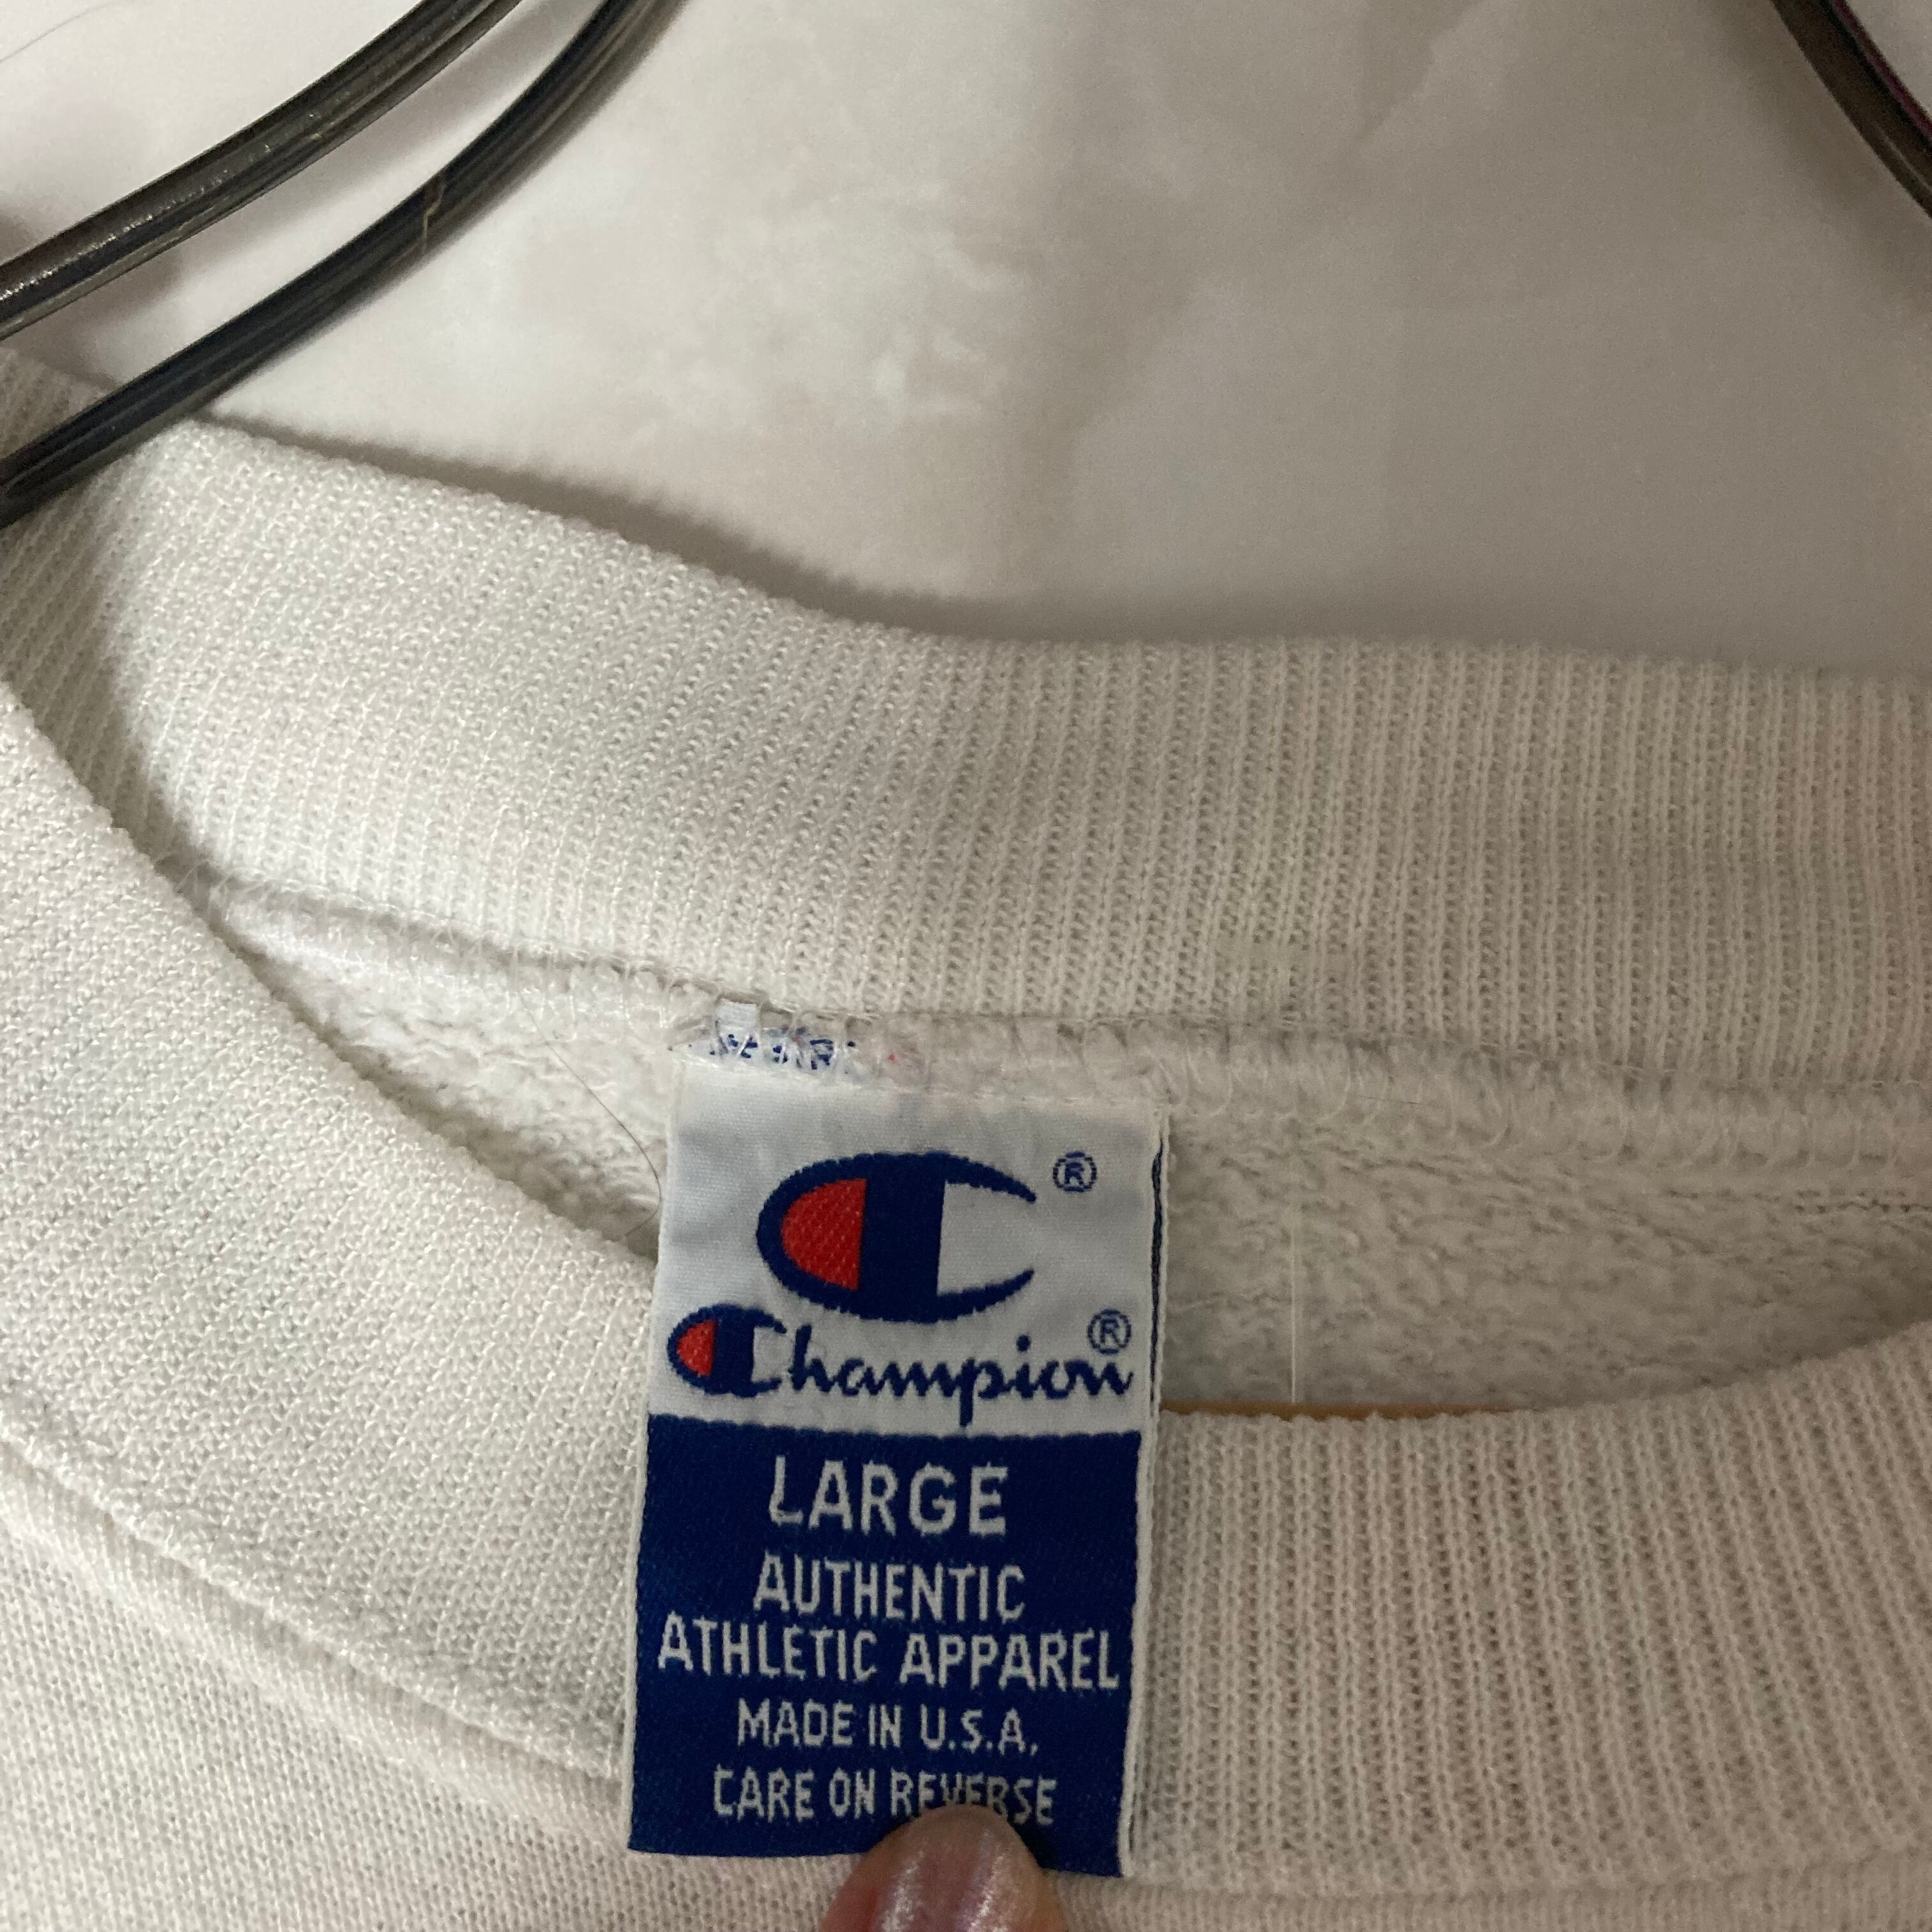 ®
Champion®
LARGE
AUTHENTIC
ATHLETIC APPAREL
MADE IN U.S.A.
CARE ON REVERSE